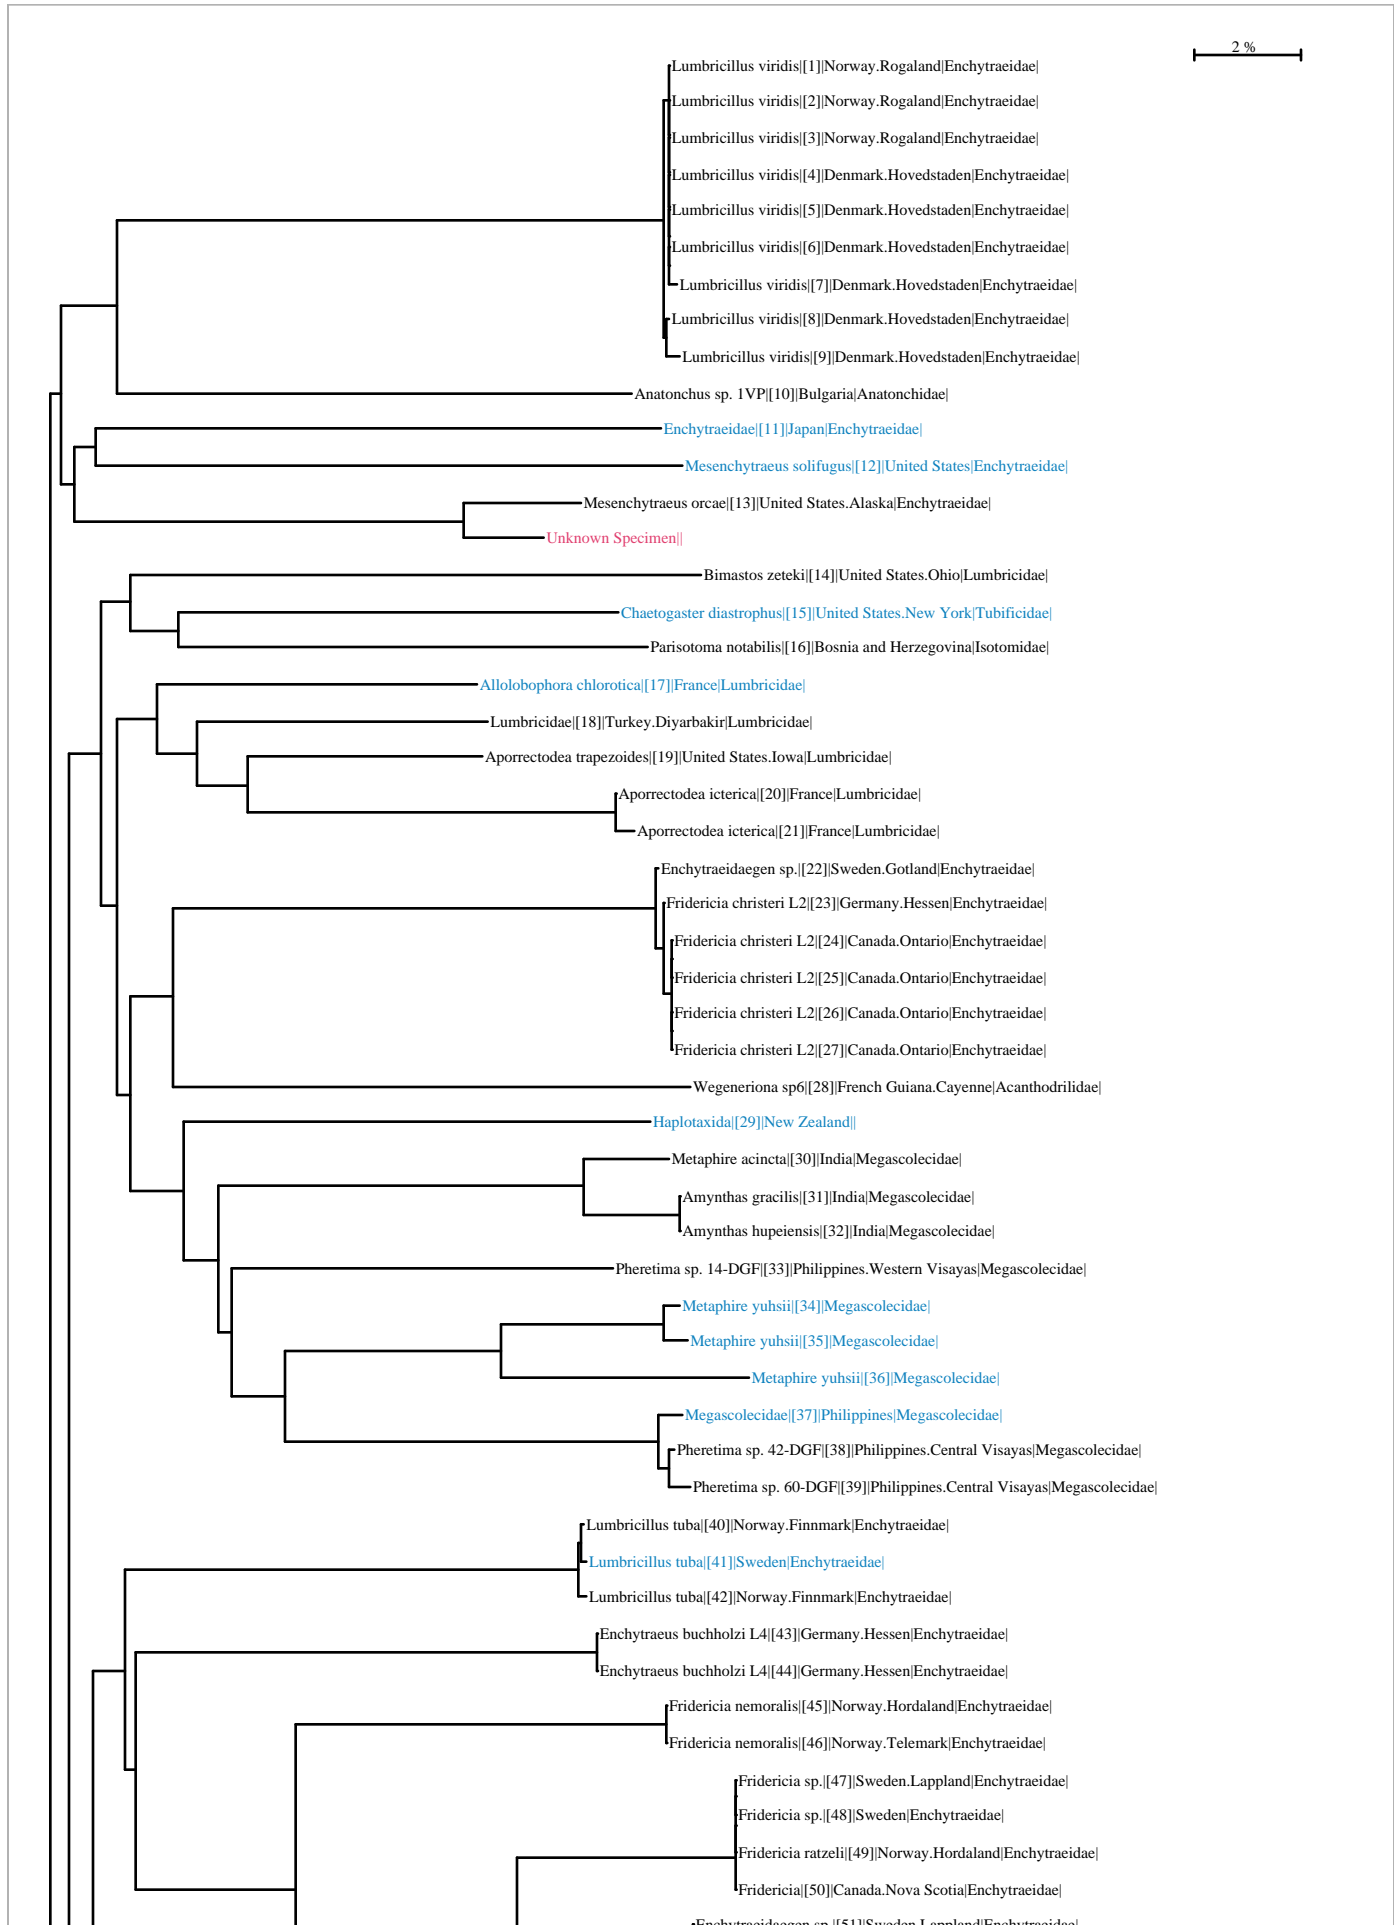 2 %
Lumbricillus viridis|[1]|Norway.Rogaland|Enchytraeidae|
Lumbricillus viridis|[2]|Norway.Rogaland|Enchytraeidae|
Lumbricillus viridis|[3]|Norway.Rogaland|Enchytraeidae|
Lumbricillus viridis|[4]|Denmark.Hovedstaden|Enchytraeidae|
Lumbricillus viridis|[5]|Denmark.Hovedstaden|Enchytraeidae|
Lumbricillus viridis|[6]|Denmark.Hovedstaden|Enchytraeidae|
Lumbricillus viridis|[7]|Denmark.Hovedstaden|Enchytraeidae|
Lumbricillus viridis|[8]|Denmark.Hovedstaden|Enchytraeidae|
Lumbricillus viridis|[9]|Denmark.Hovedstaden|Enchytraeidae|
Anatonchus sp. 1VP|[10]|Bulgaria|Anatonchidae|
Enchytraeidae|[11]|Japan|Enchytraeidae|
Mesenchytraeus solifugus|[12]|United States|Enchytraeidae|
Mesenchytraeus orcae|[13]|United States.Alaska|Enchytraeidae|
Unknown Specimen||
Bimastos zeteki|[14]|United States.Ohio|Lumbricidae|
Chaetogaster diastrophus|[15]|United States.New York|Tubificidae|
Parisotoma notabilis|[16]|Bosnia and Herzegovina|Isotomidae|
Allolobophora chlorotica|[17]|France|Lumbricidae|
Lumbricidae|[18]|Turkey.Diyarbakir|Lumbricidae|
Aporrectodea trapezoides|[19]|United States.Iowa|Lumbricidae|
Aporrectodea icterica|[20]|France|Lumbricidae|
Aporrectodea icterica|[21]|France|Lumbricidae|
Enchytraeidaegen sp.|[22]|Sweden.Gotland|Enchytraeidae|
Fridericia christeri L2|[23]|Germany.Hessen|Enchytraeidae|
Fridericia christeri L2|[24]|Canada.Ontario|Enchytraeidae|
Fridericia christeri L2|[25]|Canada.Ontario|Enchytraeidae|
Fridericia christeri L2|[26]|Canada.Ontario|Enchytraeidae|
Fridericia christeri L2|[27]|Canada.Ontario|Enchytraeidae|
Wegeneriona sp6|[28]|French Guiana.Cayenne|Acanthodrilidae|
Haplotaxida|[29]|New Zealand||
Metaphire acincta|[30]|India|Megascolecidae|
Amynthas gracilis|[31]|India|Megascolecidae|
Amynthas hupeiensis|[32]|India|Megascolecidae|
Pheretima sp. 14-DGF|[33]|Philippines.Western Visayas|Megascolecidae|
Metaphire yuhsii|[34]|Megascolecidae|
Metaphire yuhsii|[35]|Megascolecidae|
Metaphire yuhsii|[36]|Megascolecidae|
Megascolecidae|[37]|Philippines|Megascolecidae|
Pheretima sp. 42-DGF|[38]|Philippines.Central Visayas|Megascolecidae|
Pheretima sp. 60-DGF|[39]|Philippines.Central Visayas|Megascolecidae|
Lumbricillus tuba|[40]|Norway.Finnmark|Enchytraeidae|
Lumbricillus tuba|[41]|Sweden|Enchytraeidae|
Lumbricillus tuba|[42]|Norway.Finnmark|Enchytraeidae|
Enchytraeus buchholzi L4|[43]|Germany.Hessen|Enchytraeidae|
Enchytraeus buchholzi L4|[44]|Germany.Hessen|Enchytraeidae|
Fridericia nemoralis|[45]|Norway.Hordaland|Enchytraeidae|
Fridericia nemoralis|[46]|Norway.Telemark|Enchytraeidae|
Fridericia sp.|[47]|Sweden.Lappland|Enchytraeidae|
Fridericia sp.|[48]|Sweden|Enchytraeidae|
Fridericia ratzeli|[49]|Norway.Hordaland|Enchytraeidae|
Fridericia|[50]|Canada.Nova Scotia|Enchytraeidae|
Enchytraeidaegen sp.|[51]|Sweden.Lappland|Enchytraeidae|